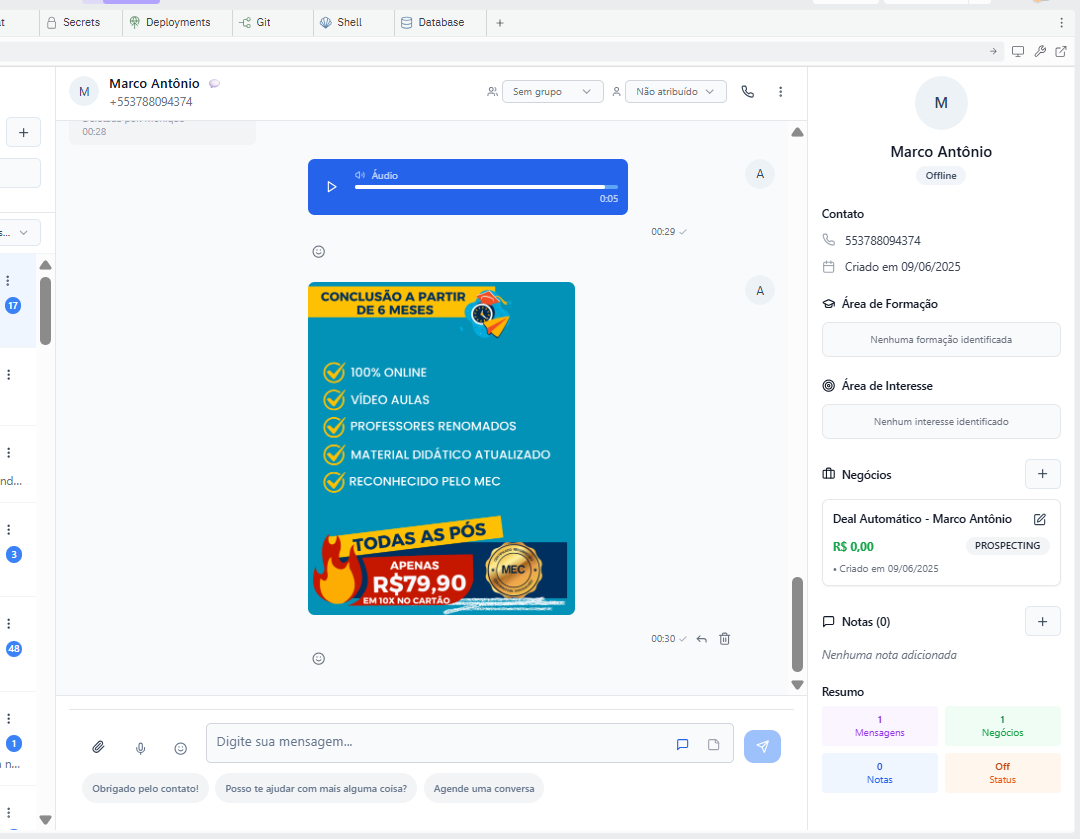 Secrets
Deployments
Git
Shell
Database
M
Marco Antônio
+553788094374
Sem grupo
Não atribuído
00:28
Áudio
0:05
A
00:29
A
CONCLUSÃO A PARTIR
DE 6 MESES
100% ONLINE
VÍDEO AULAS
PROFESSORES RENOMADOS
MATERIAL DIDÁTICO ATUALIZADO
RECONHECIDO PELO MEC
TODAS AS PÓS
APENAS
R$79,90
EM 10X NO CARTÃO
MEC
00:30
Digite sua mensagem...
Obrigado pelo contato!
Posso te ajudar com mais alguma coisa?
Agende uma conversa
s...
17
nd...
3
48
1
n...
M
Marco Antônio
Offline
Contato
553788094374
Criado em 09/06/2025
Área de Formação
Nenhuma formação identificada
Área de Interesse
Nenhum interesse identificado
Negócios
Deal Automático - Marco Antônio
R$ 0,00
PROSPECTING
• Criado em 09/06/2025
Notas (0)
Nenhuma nota adicionada
Resumo
1
Mensagens
1
Negócios
0
Notas
Off
Status